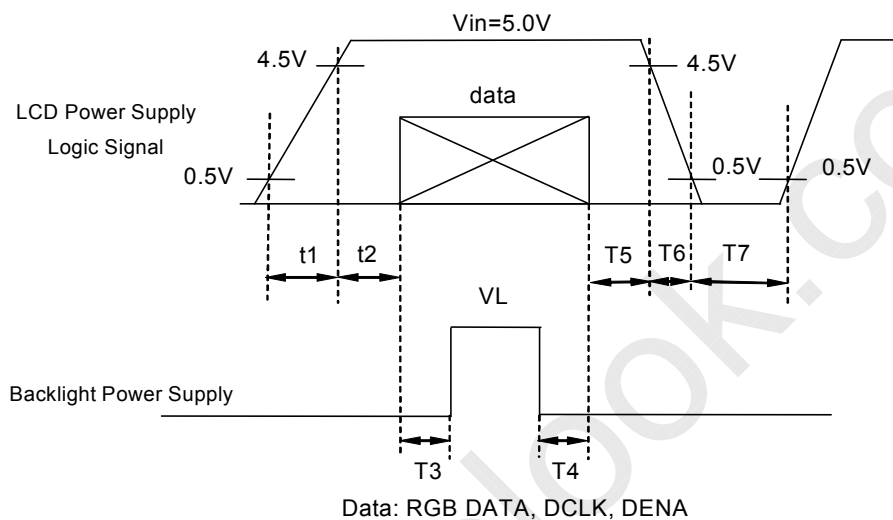 Vin=5.0V
4.5V
4.5V
data
LCD Power Supply
Logic Signal
0.5V
0.5V
0.5V
t1
t2
T5
T6
T7
VL
Backlight Power Supply
T3
T4
Data: RGB DATA, DCLK, DENA
look.c